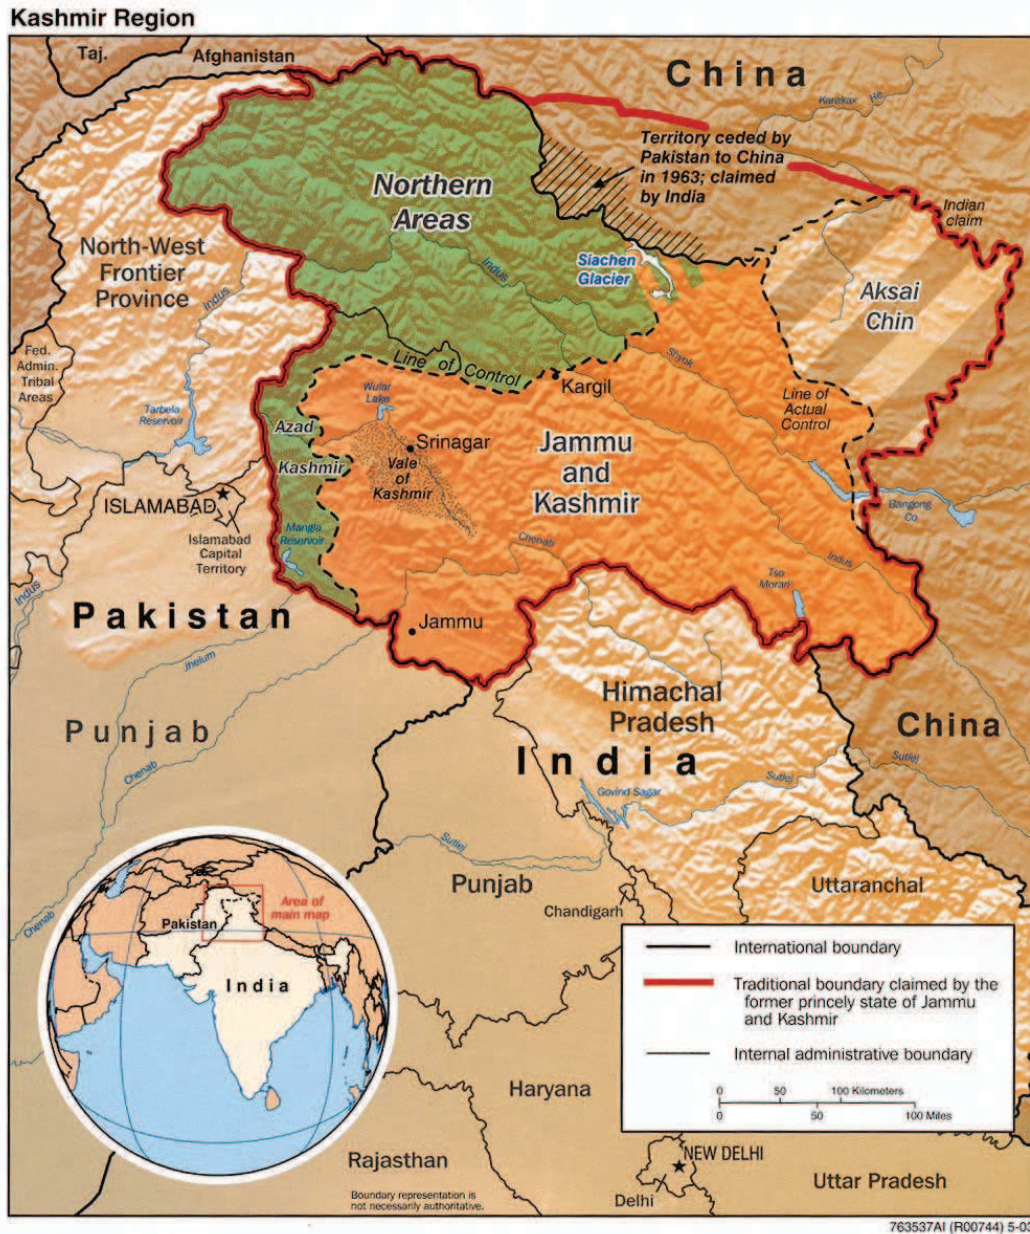 Kashmir Region
Taj.
Afghanistan
China
Karakax He
Territory ceded by
Pakistan to China
in 1963; claimed
by India
Northern
Areas
Indian
claim
North-West
Frontier
Province
Indus
Indus
Siachen
Glacier
Aksai
Chin
Fed.
Admin.
Tribal
Areas
Line of Control
Shyok
Kargil
Tarbela
Reservoir
Wular
Lake
Line of
Actual
Control
Azad
Kashmir
Srinagar
Vale
of
Kashmir
Jammu
and
Kashmir
ISLAMABAD
Bangong
Co
Islamabad
Capital
Territory
Mangla
Reservoir
Chenab
Indus
Tso
Morari
Indus
Pakistan
Jammu
Jhelum
Himachal
Pradesh
Punjab
China
India
Chenab
Sutlej
Sutlej
Govind Sagar
Sutlej
Punjab
Uttaranchal
Chandigarh
Chenab
Area of
main map
Pakistan
India
International boundary
Traditional boundary claimed by the
former princely state of Jammu
and Kashmir
Internal administrative boundary
0 50 100 Kilometers
0 50 100 Miles
Haryana
Rajasthan
NEW DELHI
Delhi
Uttar Pradesh
Boundary representation is
not necessarily authoritative.
763537AI (R00744) 5-03